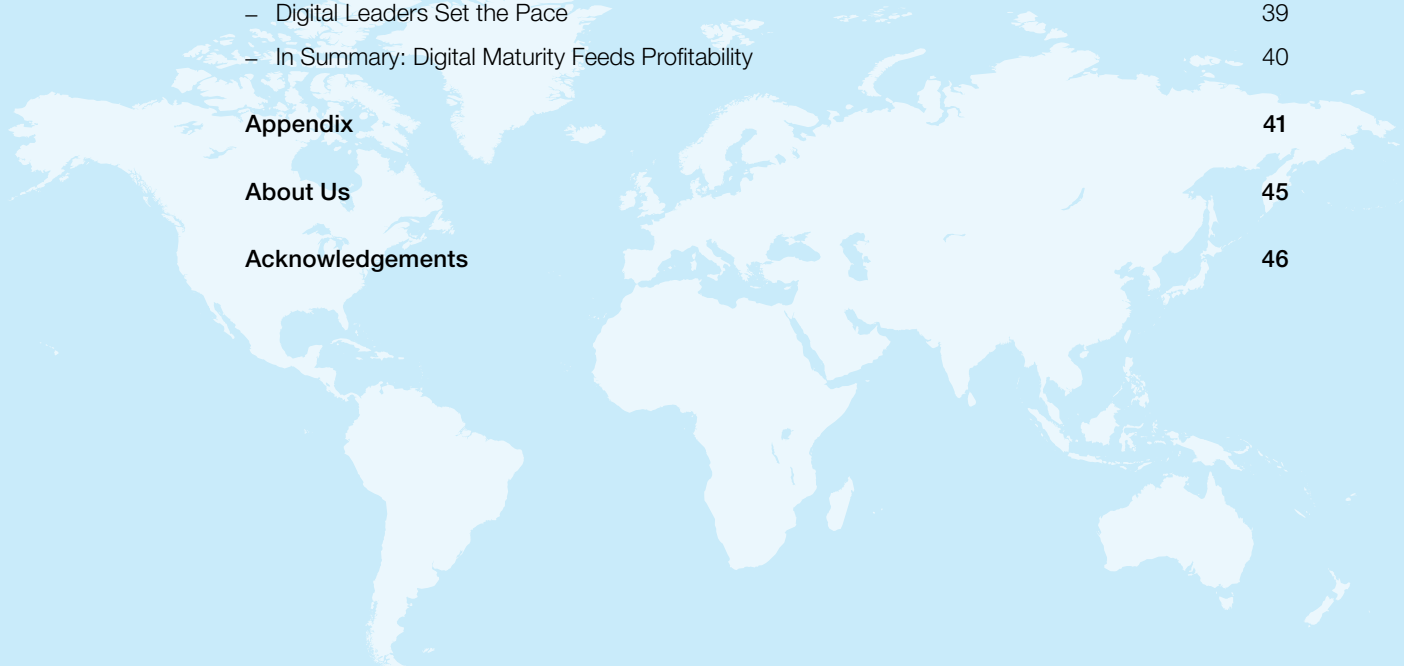 – Digital Leaders Set the Pace 39
– In Summary: Digital Maturity Feeds Profitability 40
Appendix 41
About Us 45
Acknowledgements 46